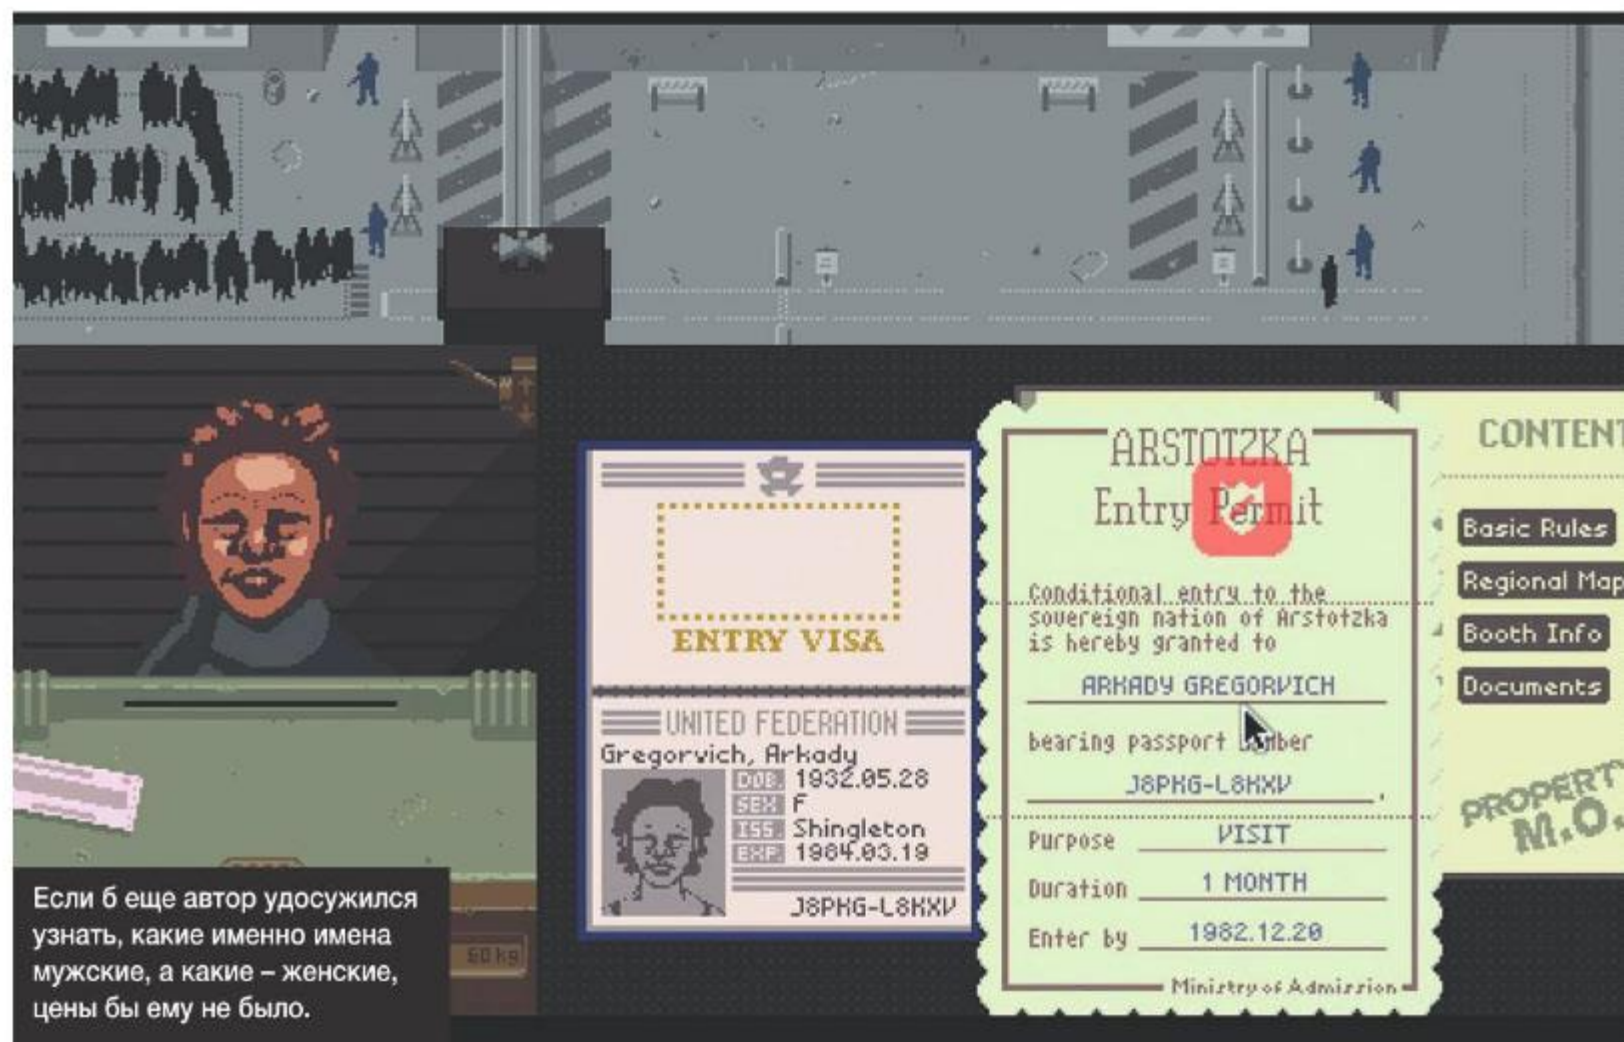 ENTRY VISA
UNITED FEDERATION
Gregorvich, Arkady
DOB. 1932.05.28
SEX F
ISS. Shingleton
EXP. 1984.03.19
J8PKG-L8KXV
ARSTOTZKA
Entry Permit
Conditional entry to the
sovereign nation of Arstotzka
is hereby granted to
ARKADY GREGORVICH
bearing passport number
J8PKG-L8KXV
Purpose VISIT
Duration 1 MONTH
Enter by 1982.12.20
Ministry of Admission
CONTENT
Basic Rules
Regional Map
Booth Info
Documents
PROPERTY
M.O.
60 kg
Если б еще автор удосужился
узнать, какие именно имена
мужские, а какие – женские,
цены бы ему не было.